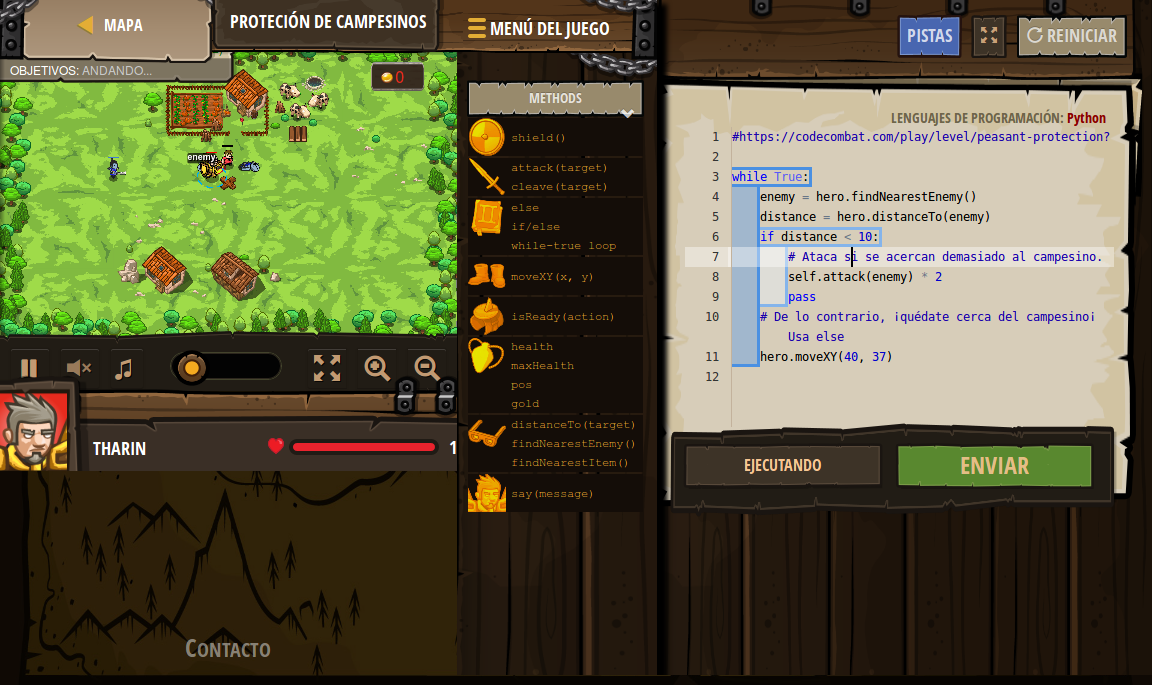 MAPA
PROTECIÓN DE CAMPESINOS
MENÚ DEL JUEGO
PISTAS
REINICIAR
OBJETIVOS: ANDANDO...
0
enemy
METHODS
shield()
attack(target)
cleave(target)
else
if/else
while-true loop
moveXY(x, y)
isReady(action)
health
maxHealth
pos
gold
distanceTo(target)
findNearestEnemy()
findNearestItem()
say(message)
LENGUAJES DE PROGRAMACIÓN: Python
1 #https://codecombat.com/play/level/peasant-protection?
2
3 while True:
4 enemy = hero.findNearestEnemy()
5 distance = hero.distanceTo(enemy)
6 if distance < 10:
7 # Ataca si se acercan demasiado al campesino.
8 self.attack(enemy) * 2
9 pass
10 # De lo contrario, ¡quédate cerca del campesino¡
Usa else
11 hero.moveXY(40, 37)
12
EJECUTANDO
ENVIAR
THARIN
1
CONTACTO